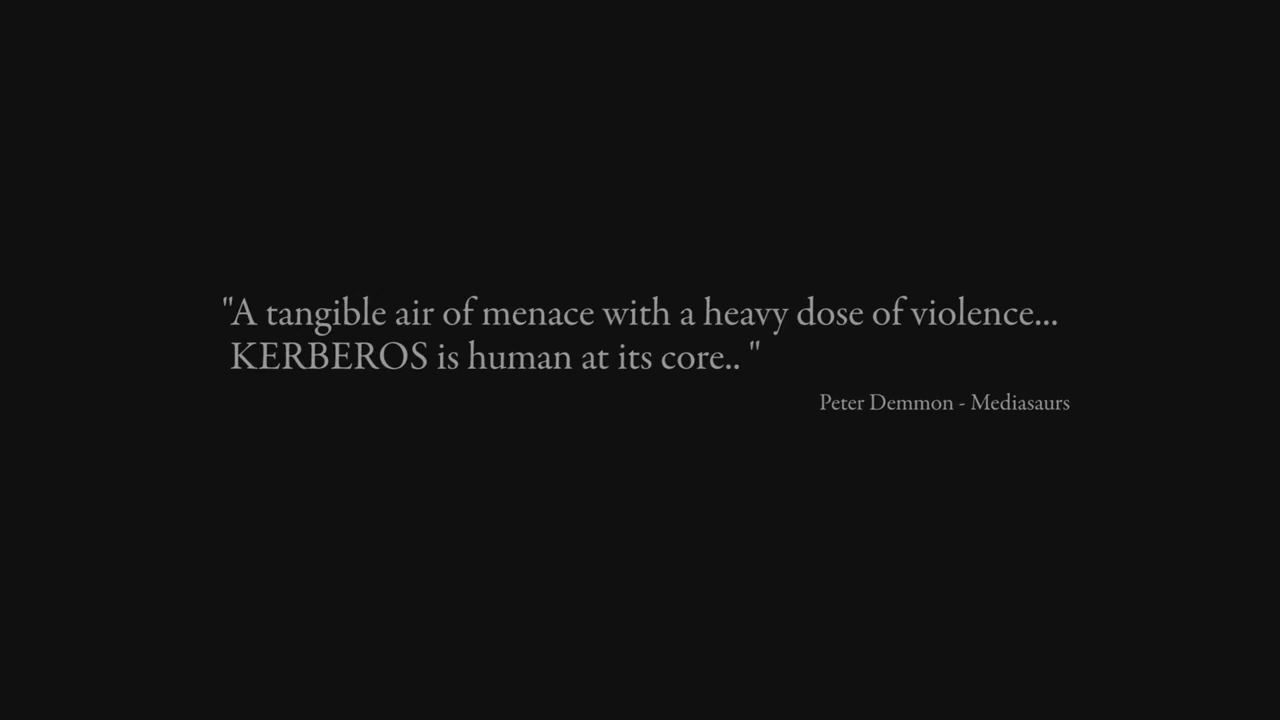 "A tangible air of menace with a heavy dose of violence...
KERBEROS is human at its core.. "
Peter Demmon - Mediasaurs